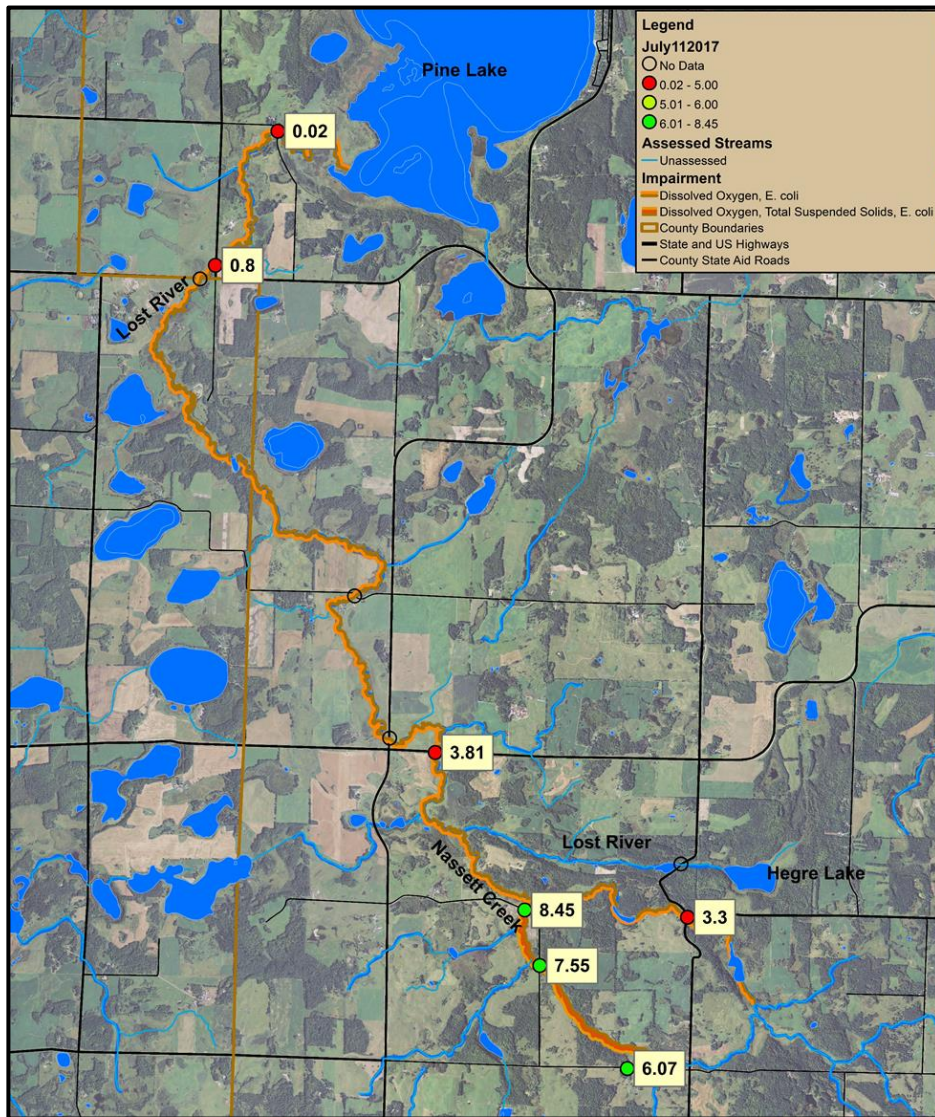 Legend
July112017
No Data
0.02 - 5.00
5.01 - 6.00
6.01 - 8.45
Assessed Streams
Unassessed
Impairment
Dissolved Oxygen, E. coli
Dissolved Oxygen, Total Suspended Solids, E. coli
County Boundaries
State and US Highways
County State Aid Roads
Pine Lake
0.02
0.8
Lost River
3.81
Lost River
Hegre Lake
Nassett Creek
8.45
3.3
7.55
6.07